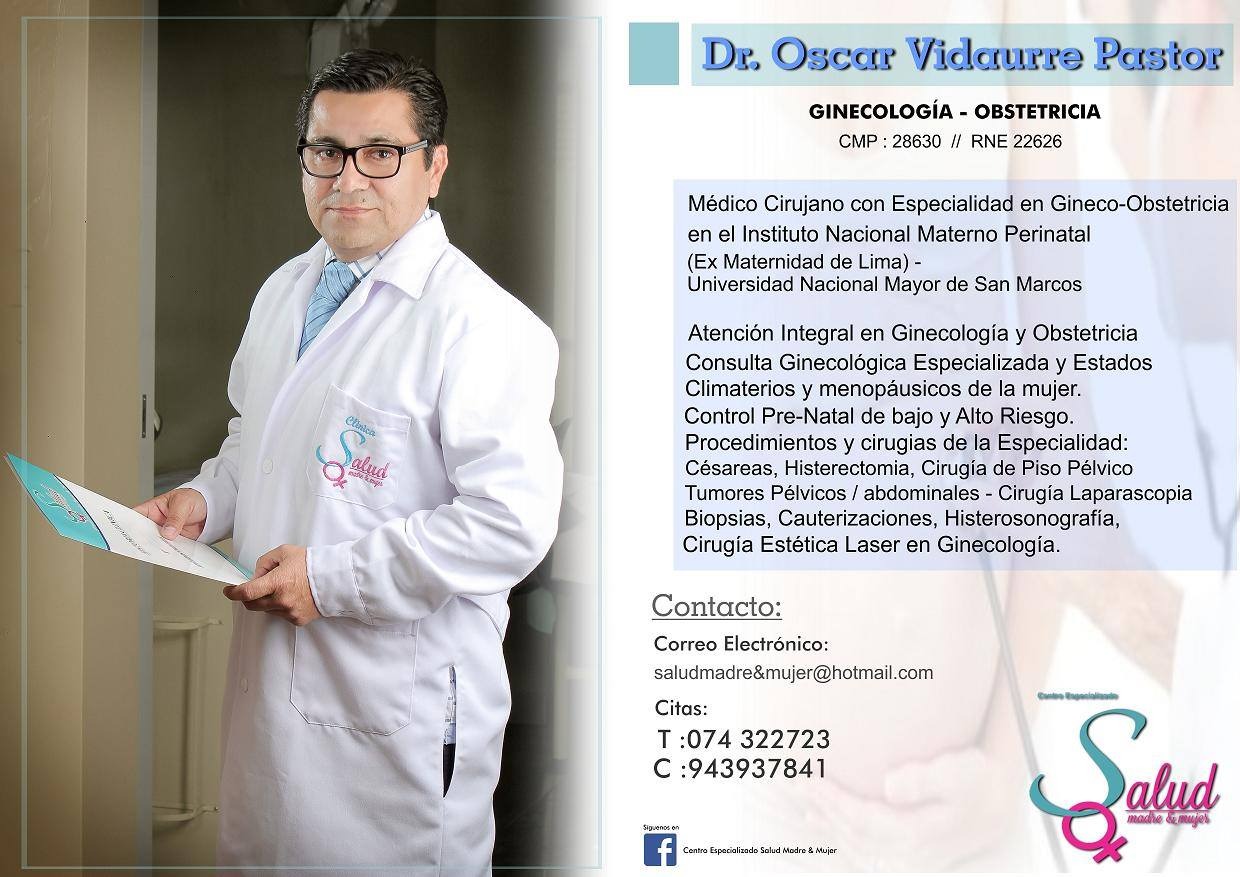 Dr. Oscar Vidaurre Pastor
GINECOLOGÍA - OBSTETRICIA
CMP : 28630 // RNE 22626
Médico Cirujano con Especialidad en Gineco-Obstetricia
en el Instituto Nacional Materno Perinatal
(Ex Maternidad de Lima) -
Universidad Nacional Mayor de San Marcos
Atención Integral en Ginecología y Obstetricia
Consulta Ginecológica Especializada y Estados
Climaterios y menopáusicos de la mujer.
Control Pre-Natal de bajo y Alto Riesgo.
Procedimientos y cirugias de la Especialidad:
Césareas, Histerectomia, Cirugía de Piso Pélvico
Tumores Pélvicos / abdominales - Cirugía Laparascopia
Biopsias, Cauterizaciones, Histerosonografía,
Cirugía Estética Laser en Ginecología.
Contacto:
Correo Electrónico:
saludmadre&mujer@hotmail.com
Citas:
T :074 322723
C :943937841
Siguenos en
f Centro Especializado Salud Madre & Mujer
Centro Especializado
Salud
madre & mujer
Clínica
Salud
madre & mujer